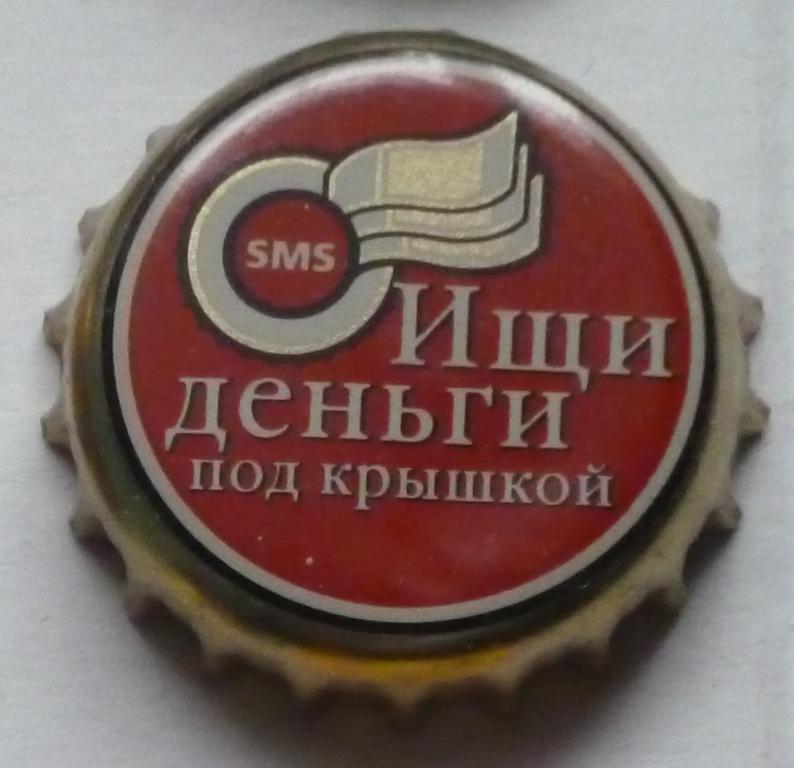 SMS
Ищи
деньги
под крышкой